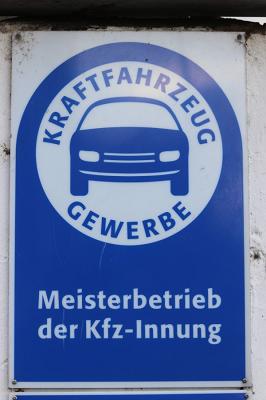 KRAFTFAHRZEUG
GEWERBE
Meisterbetrieb
der Kfz-Innung